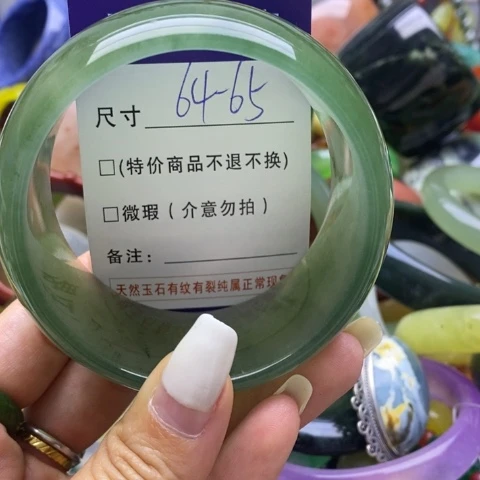 尺寸 64-65
□(特价商品不退不换)
□微瑕(介意勿拍)
备注:
天然玉石有纹有裂纯属正常现